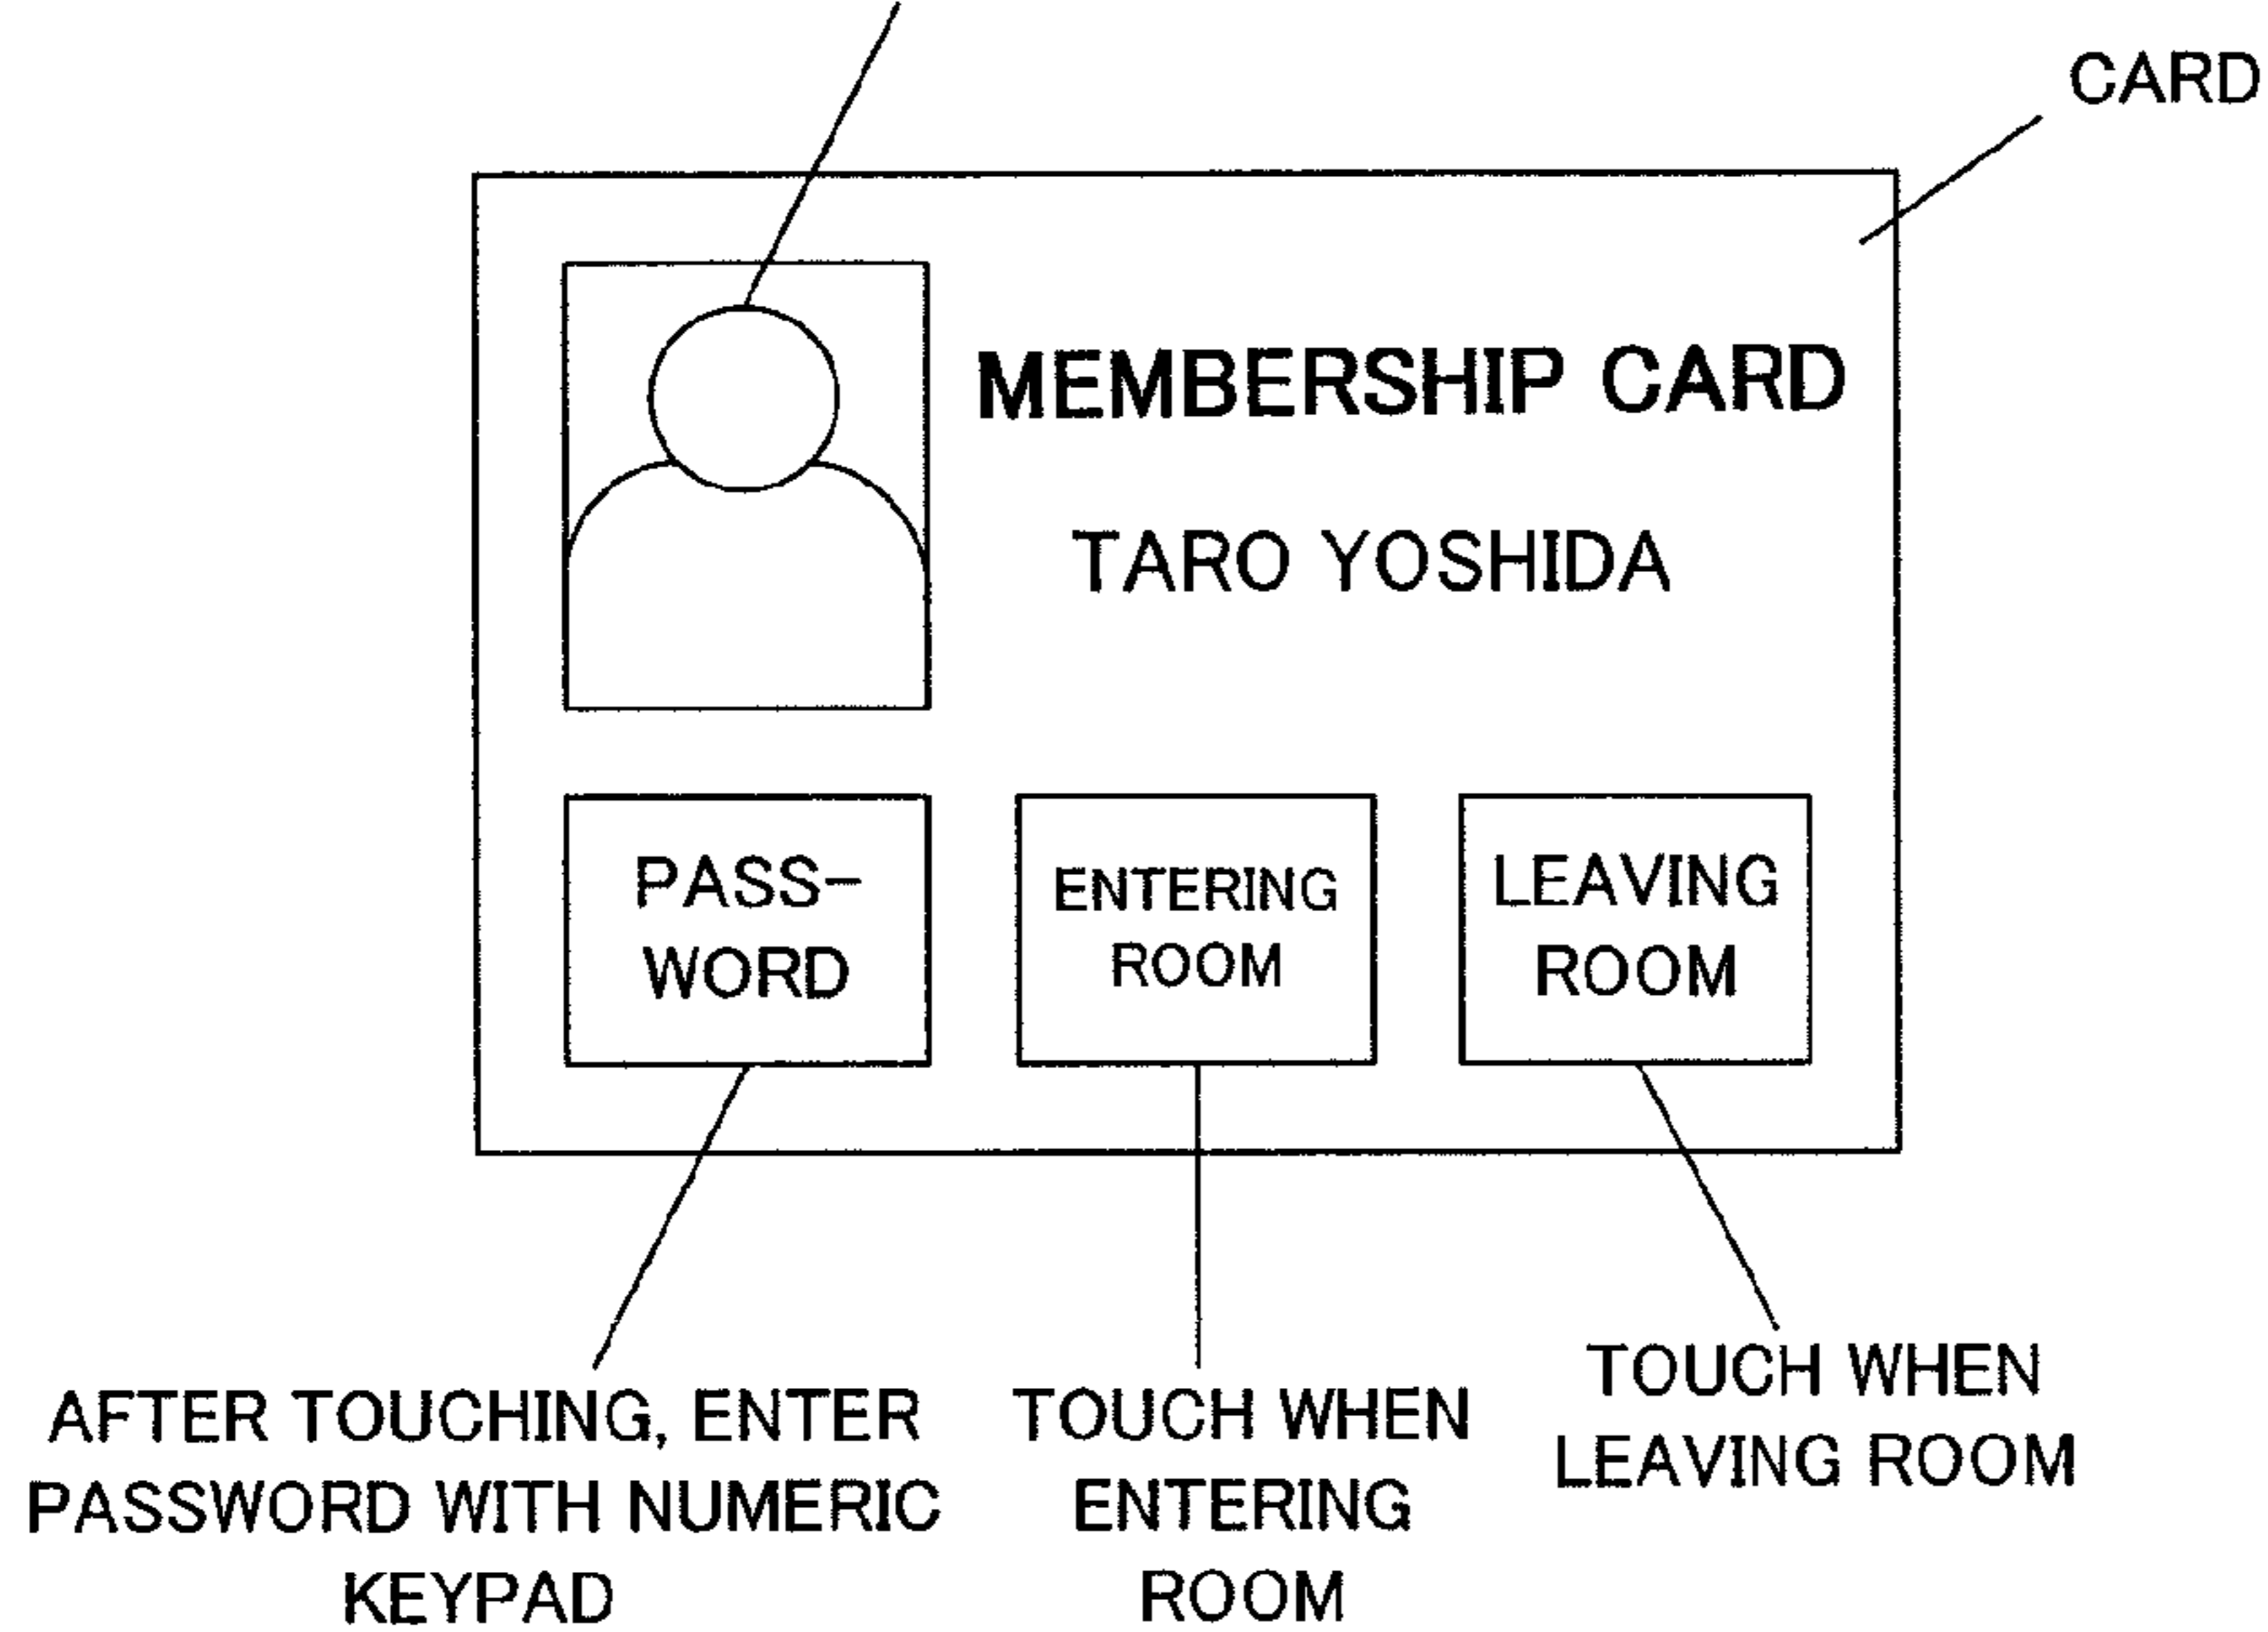 CARD
MEMBERSHIP CARD
TARO YOSHIDA
PASS-
WORD
ENTERING
ROOM
LEAVING
ROOM
AFTER TOUCHING, ENTER
PASSWORD WITH NUMERIC
KEYPAD
TOUCH WHEN
ENTERING
ROOM
TOUCH WHEN
LEAVING ROOM